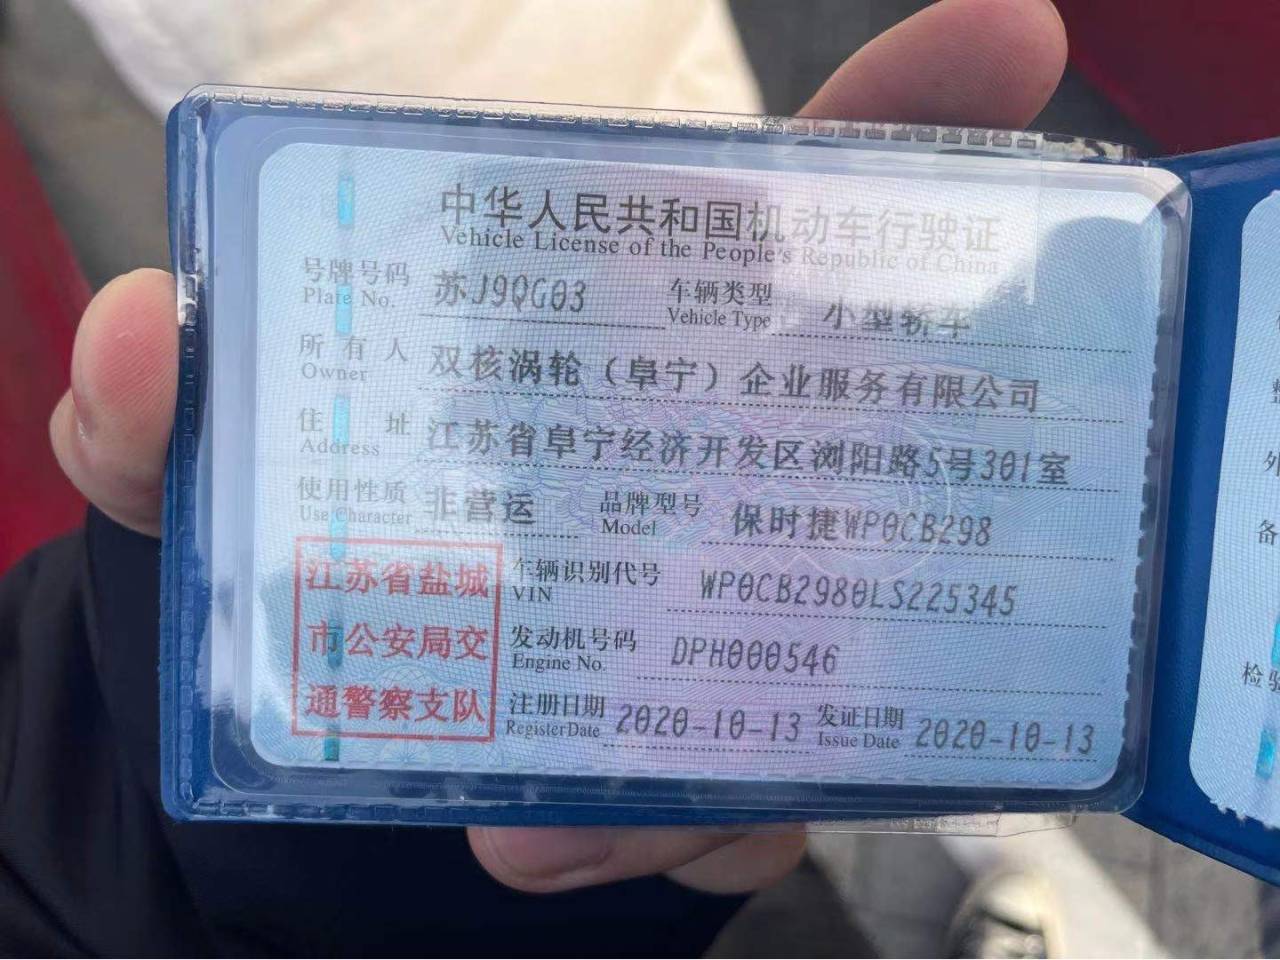 中华人民共和国机动车行驶证
Vehicle License of the People's Republic of China
号牌号码 苏J9QG03 车辆类型 小型轿车
Plate No. Vehicle Type
所有人 双核涡轮（阜宁）企业服务有限公司
Owner
住址 江苏省阜宁经济开发区浏阳路5号301室
Address
使用性质 非营运 品牌型号 保时捷WP0CB298
Use Character Model
江苏省盐城
市公安局交
通警察支队
车辆识别代号 WP0CB2980LS225345
VIN
发动机号码 DPH000546
Engine No.
注册日期 2020-10-13 发证日期 2020-10-13
Register Date Issue Date
外
备
检验